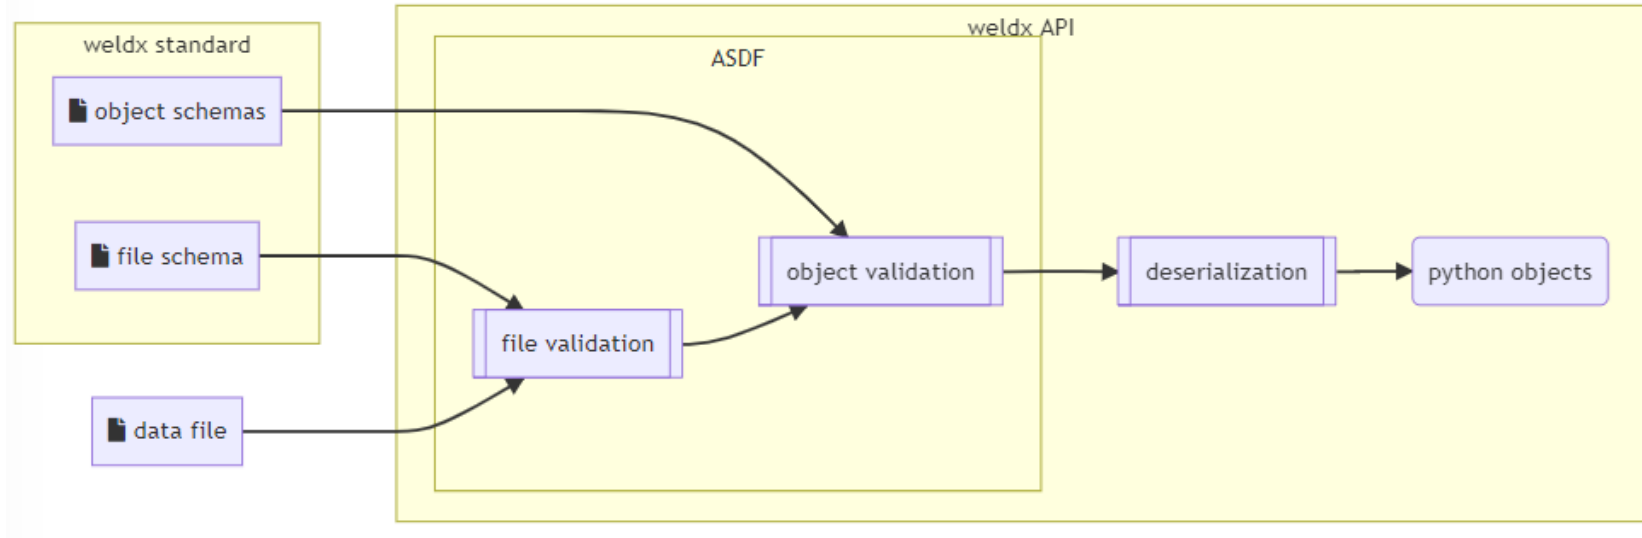 weldx standard
object schemas
file schema
data file
weldx API
ASDF
file validation
object validation
deserialization
python objects